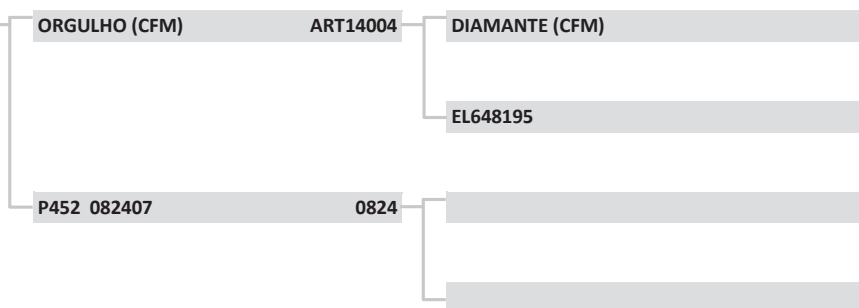 ORGULHO (CFM) ART14004 DIAMANTE (CFM)
EL648195
P452 082407 0824